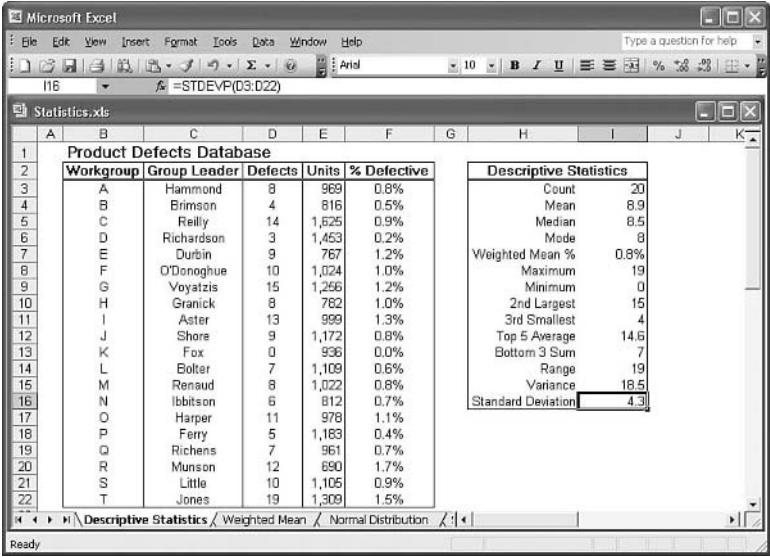 Microsoft Excel
File Edit View Insert Format Tools Data Window Help Type a question for help
Arial 10 B I U %
I16 fx =STDEVP(D3:D22)
Statistics.xls
A B C D E F G H I J K
1 Product Defects Database
2 Workgroup Group Leader Defects Units % Defective Descriptive Statistics
3 A Hammond 8 969 0.8% Count 20
4 B Brimson 4 816 0.5% Mean 8.9
5 C Reilly 14 1,625 0.9% Median 8.5
6 D Richardson 3 1,453 0.2% Mode 8
7 E Durbin 9 767 1.2% Weighted Mean % 0.8%
8 F O'Donoghue 10 1,024 1.0% Maximum 19
9 G Voyatzis 15 1,256 1.2% Minimum 0
10 H Granick 8 782 1.0% 2nd Largest 15
11 I Aster 13 999 1.3% 3rd Smallest 4
12 J Shore 9 1,172 0.8% Top 5 Average 14.6
13 K Fox 0 936 0.0% Bottom 3 Sum 7
14 L Bolter 7 1,109 0.6% Range 19
15 M Renaud 8 1,022 0.8% Variance 18.5
16 N Ibbitson 6 812 0.7% Standard Deviation 4.3
17 O Harper 11 978 1.1%
18 P Ferry 5 1,183 0.4%
19 Q Richens 7 961 0.7%
20 R Munson 12 690 1.7%
21 S Little 10 1,105 0.9%
22 T Jones 19 1,309 1.5%
Descriptive Statistics Weighted Mean Normal Distribution
Ready